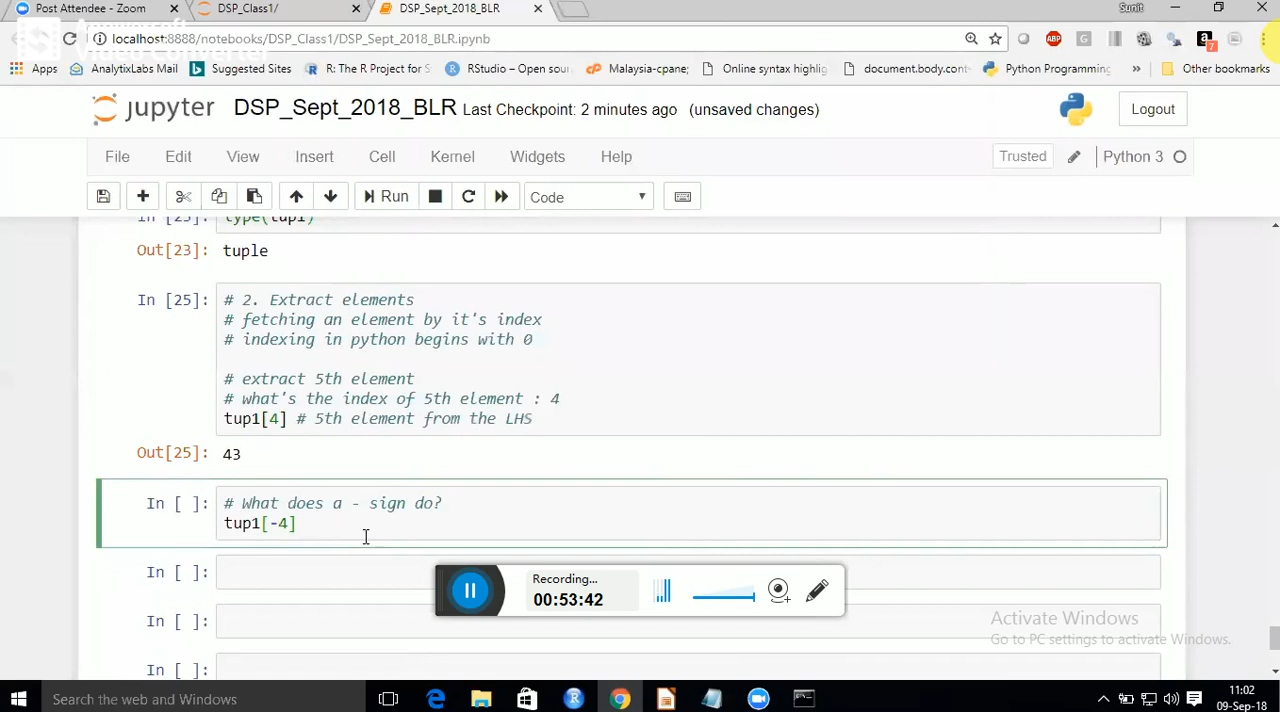 Post Attendee - Zoom
DSP_Class1/
DSP_Sept_2018_BLR
Sunit
localhost:8888/notebooks/DSP_Class1/DSP_Sept_2018_BLR.ipynb
Apps
AnalytixLabs Mail
Suggested Sites
R: The R Project for S
RStudio – Open sou
Malaysia-cpane;
Online syntax highlig
document.body.cont
Python Programming
Other bookmarks
jupyter DSP_Sept_2018_BLR Last Checkpoint: 2 minutes ago (unsaved changes)
Logout
File Edit View Insert Cell Kernel Widgets Help
Trusted
Python 3
Run
Code
In [23]: type(tup1)
Out[23]: tuple
In [25]: # 2. Extract elements
# fetching an element by it's index
# indexing in python begins with 0
# extract 5th element
# what's the index of 5th element : 4
tup1[4] # 5th element from the LHS
Out[25]: 43
In [ ]: # What does a - sign do?
tup1[-4]
In [ ]:
Recording...
00:53:42
In [ ]:
Activate Windows
Go to PC settings to activate Windows.
In [ ]:
Search the web and Windows
11:02
09-Sep-18